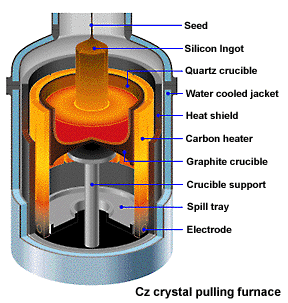 Seed
Silicon Ingot
Quartz crucible
Water cooled jacket
Heat shield
Carbon heater
Graphite crucible
Crucible support
Spill tray
Electrode
Cz crystal pulling furnace